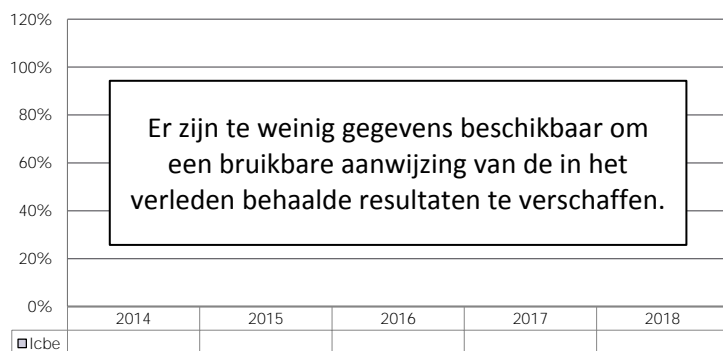 120%
100%
80%
60%
40%
20%
0%
Er zijn te weinig gegevens beschikbaar om
een bruikbare aanwijzing van de in het
verleden behaalde resultaten te verschaffen.
2014 2015 2016 2017 2018
Icbe